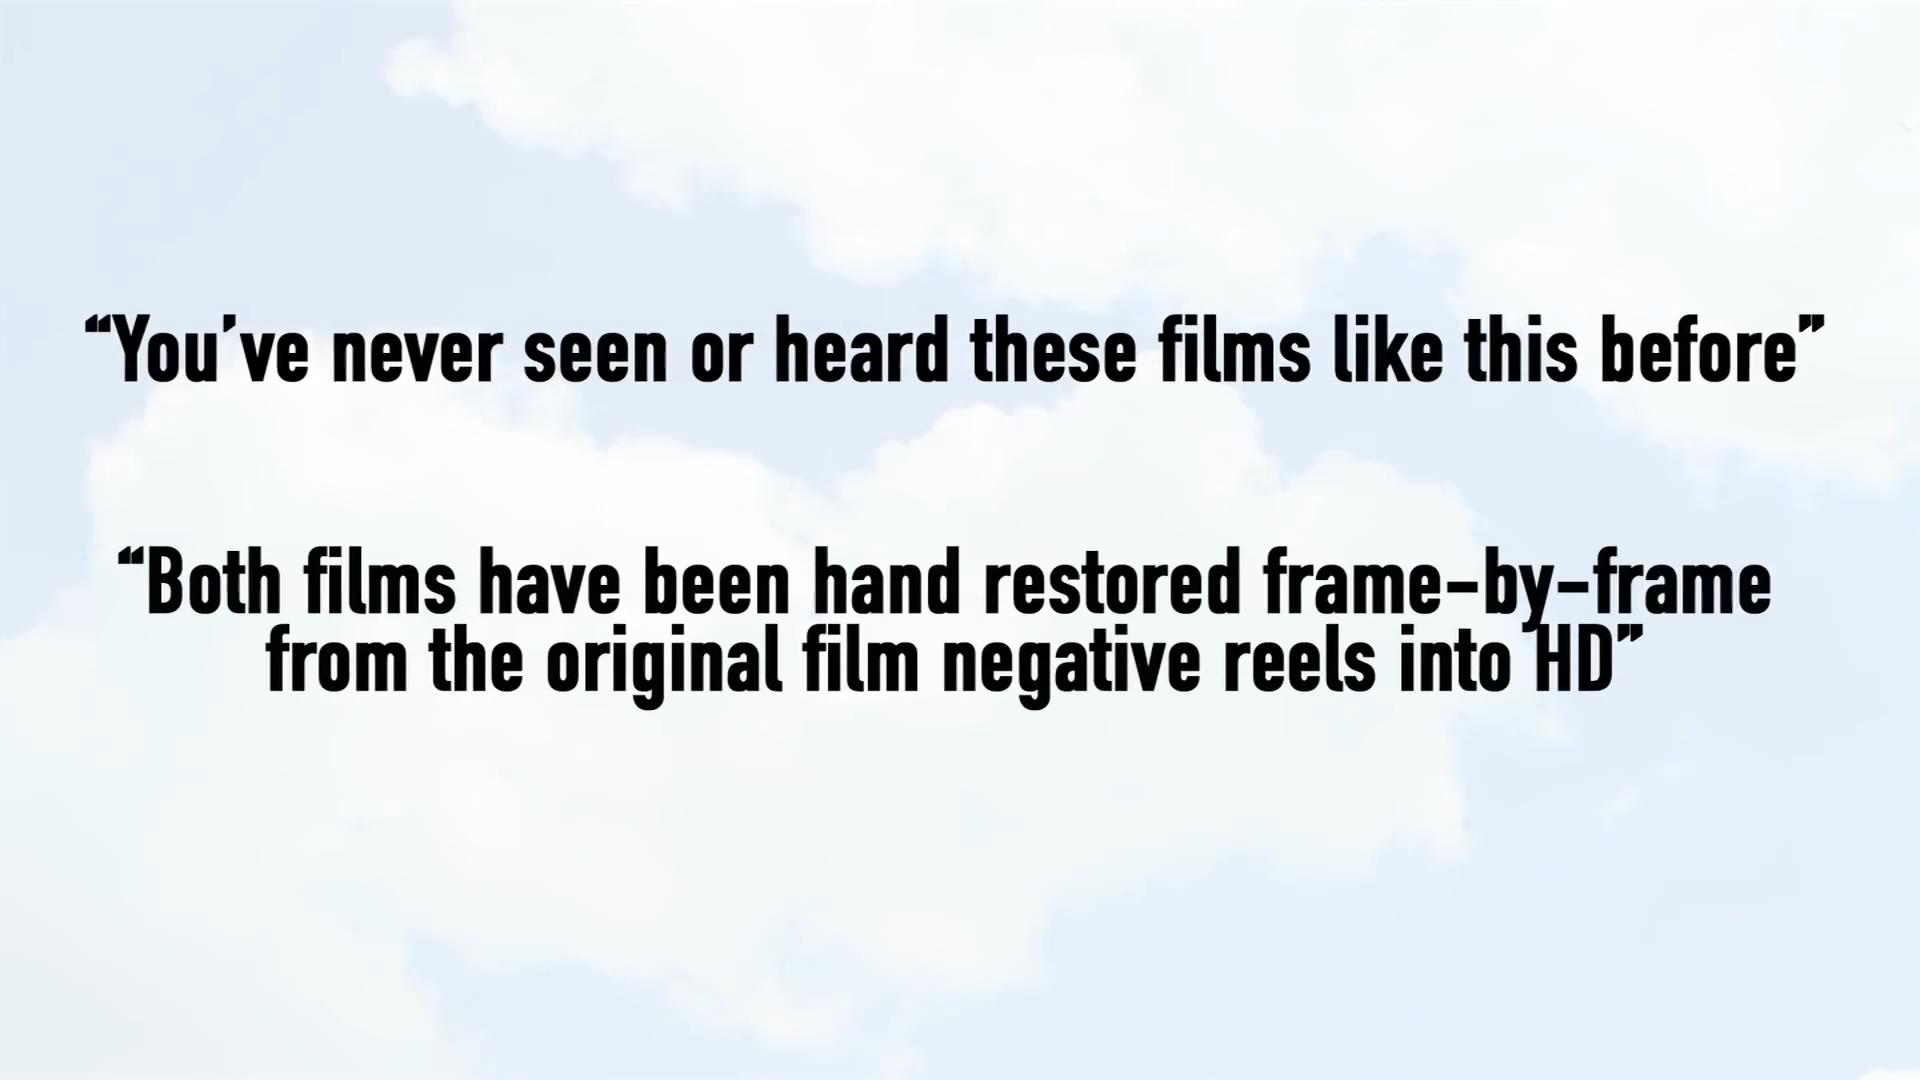 “You’ve never seen or heard these films like this before”
“Both films have been hand restored frame-by-frame
from the original film negative reels into HD”